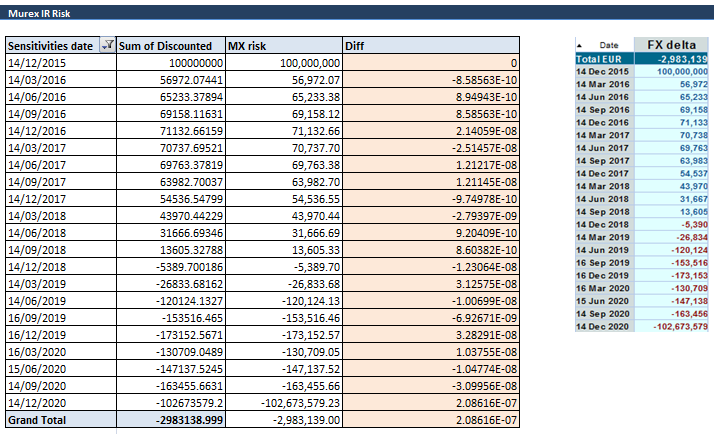 Murex IR Risk
Sensitivities date Sum of Discounted MX risk Diff
14/12/2015 100000000 100,000,000 0
14/03/2016 56972.07441 56,972.07 -8.58563E-10
14/06/2016 65233.37894 65,233.38 8.94943E-10
14/09/2016 69158.11631 69,158.12 8.58563E-10
14/12/2016 71132.66159 71,132.66 2.14059E-08
14/03/2017 70737.69521 70,737.70 -2.51457E-08
14/06/2017 69763.37819 69,763.38 1.21217E-08
14/09/2017 63982.70037 63,982.70 1.21145E-08
14/12/2017 54536.54799 54,536.55 -9.74978E-10
14/03/2018 43970.44229 43,970.44 -2.79397E-09
14/06/2018 31666.69346 31,666.69 9.20409E-10
14/09/2018 13605.32788 13,605.33 8.60382E-10
14/12/2018 -5389.700186 -5,389.70 -1.23064E-08
14/03/2019 -26833.68162 -26,833.68 3.12575E-08
14/06/2019 -120124.1327 -120,124.13 -1.00699E-08
16/09/2019 -153516.465 -153,516.46 -6.92671E-09
16/12/2019 -173152.5671 -173,152.57 3.28291E-08
16/03/2020 -130709.0489 -130,709.05 1.03755E-08
15/06/2020 -147137.5245 -147,137.52 -1.04774E-08
14/09/2020 -163455.6631 -163,455.66 -3.09956E-08
14/12/2020 -102673579.2 -102,673,579.23 2.08616E-07
Grand Total -2983138.999 -2,983,139.00 2.08616E-07
Date FX delta
Total EUR -2,983,139
14 Dec 2015 100,000,000
14 Mar 2016 56,972
14 Jun 2016 65,233
14 Sep 2016 69,158
14 Dec 2016 71,133
14 Mar 2017 70,738
14 Jun 2017 69,763
14 Sep 2017 63,983
14 Dec 2017 54,537
14 Mar 2018 43,970
14 Jun 2018 31,667
14 Sep 2018 13,605
14 Dec 2018 -5,390
14 Mar 2019 -26,834
14 Jun 2019 -120,124
16 Sep 2019 -153,516
16 Dec 2019 -173,153
16 Mar 2020 -130,709
15 Jun 2020 -147,138
14 Sep 2020 -163,456
14 Dec 2020 -102,673,579